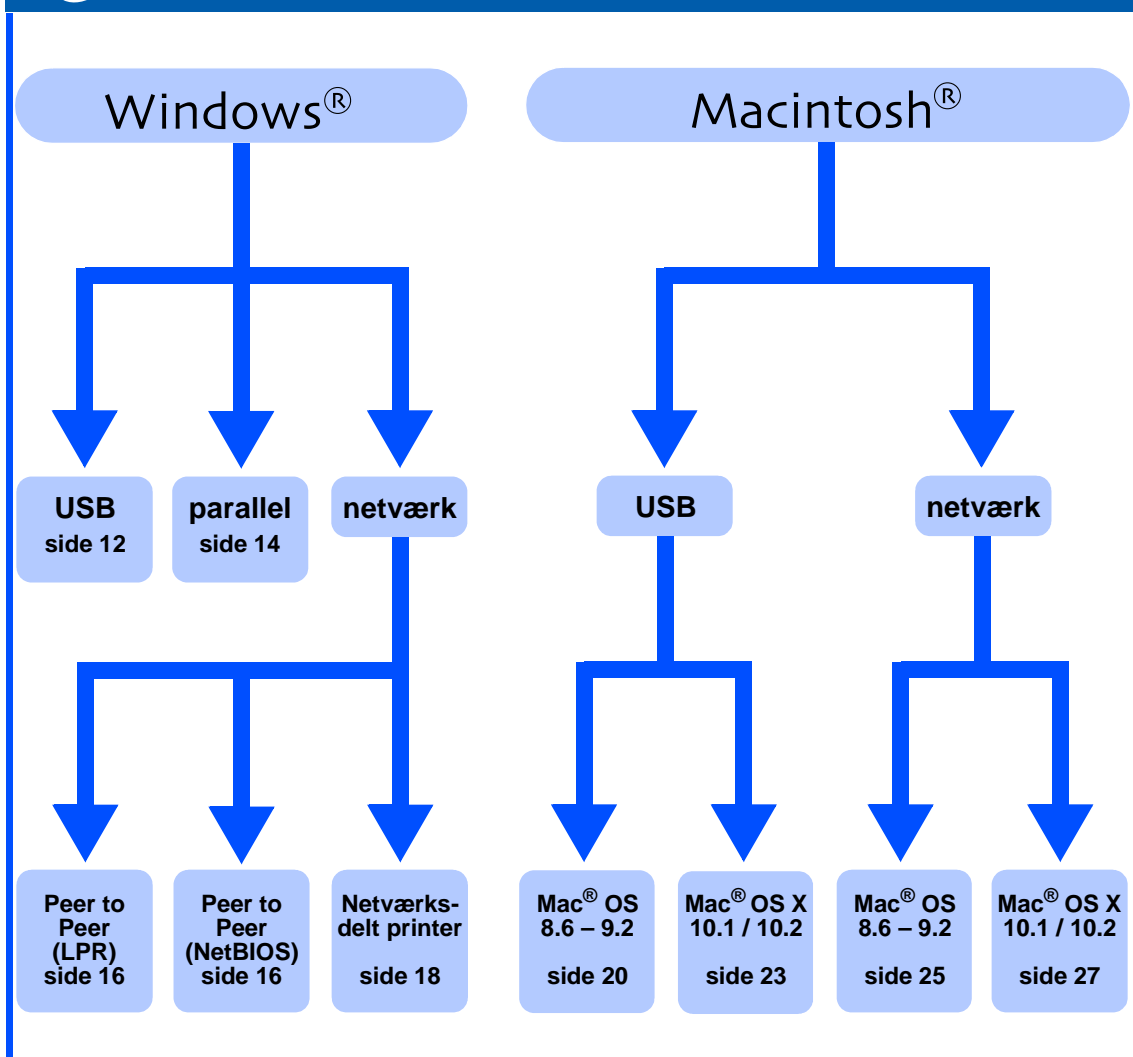 Windows®
Macintosh®
USB
side 12
parallel
side 14
netværk
USB
netværk
Peer to
Peer
(LPR)
side 16
Peer to
Peer
(NetBIOS)
side 16
Netværks-
delt printer
side 18
Mac® OS
8.6 – 9.2
side 20
Mac® OS X
10.1 / 10.2
side 23
Mac® OS
8.6 – 9.2
side 25
Mac® OS X
10.1 / 10.2
side 27